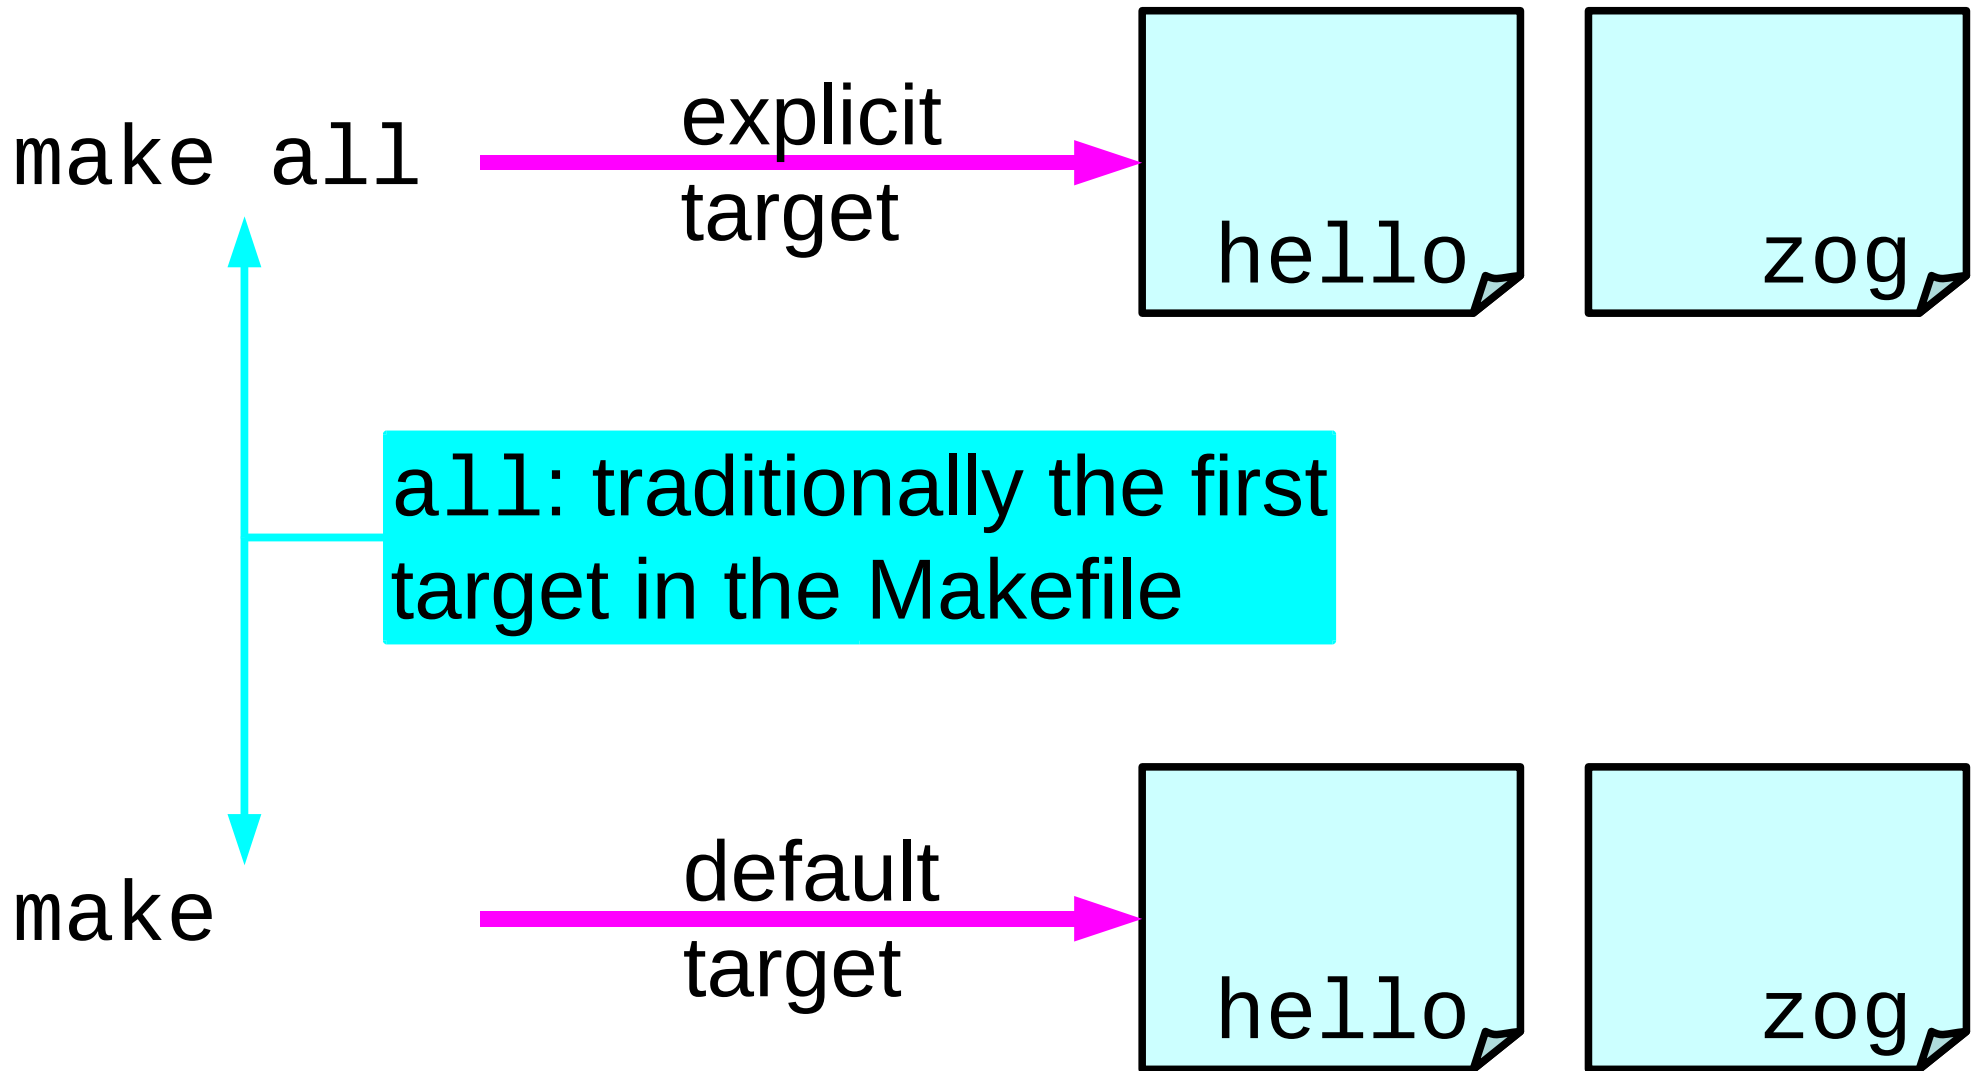 make all
explicit
target
hello
zog
all: traditionally the first
target in the Makefile
make
default
target
hello
zog